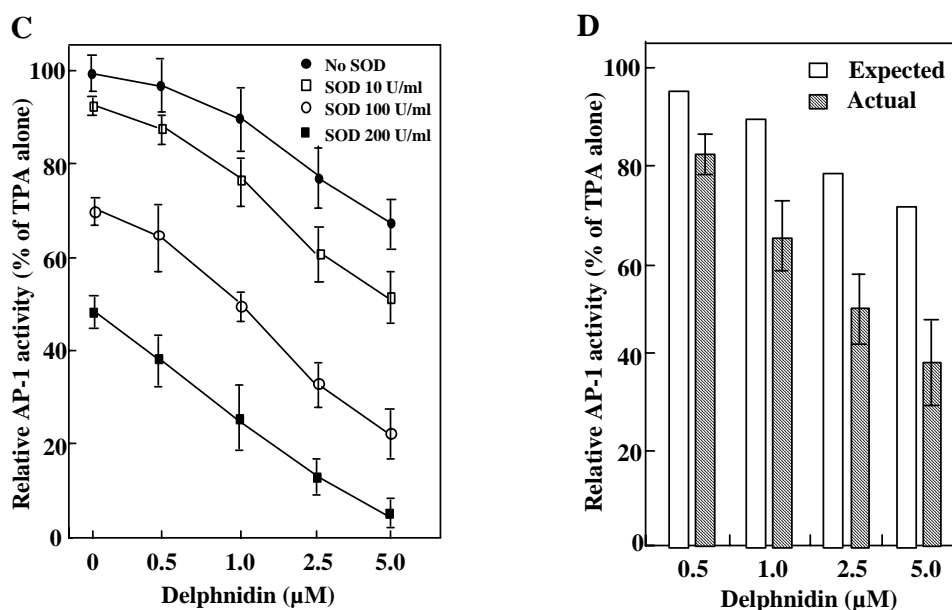 C
Relative AP-1 activity (% of TPA alone)
100
80
60
40
20
0
No SOD
SOD 10 U/ml
SOD 100 U/ml
SOD 200 U/ml
0 0.5 1.0 2.5 5.0
Delphnidin (µM)
D
Relative AP-1 activity (% of TPA alone)
100
80
60
40
20
0
Expected
Actual
0.5 1.0 2.5 5.0
Delphnidin (µM)